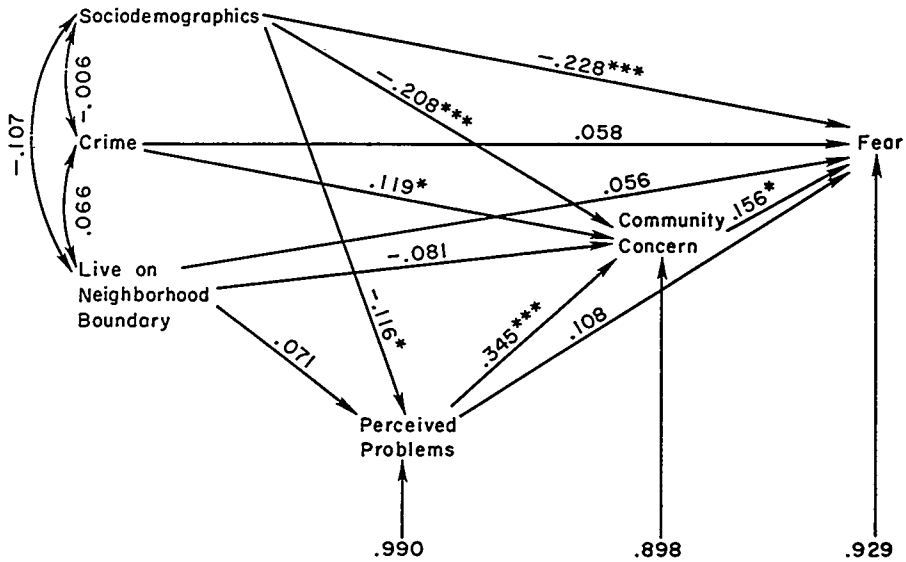 Sociodemographics
-.107
-.006
-.228***
-.208***
Crime
.058
Fear
.119*
.066
.056
Community
Concern
.156*
-.081
Live on
Neighborhood
Boundary
-.116*
.071
.345***
.108
Perceived
Problems
.990
.898
.929